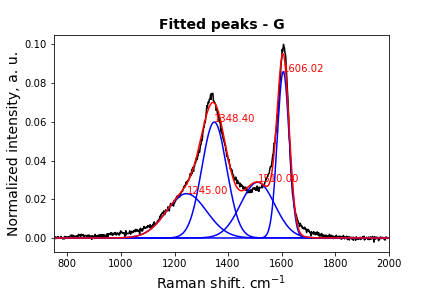 Fitted peaks - G
Normalized intensity, a. u.
0.10
0.08
0.06
0.04
0.02
0.00
1606.02
1348.40
1510.00
1245.00
800 1000 1200 1400 1600 1800 2000
Raman shift, cm⁻¹